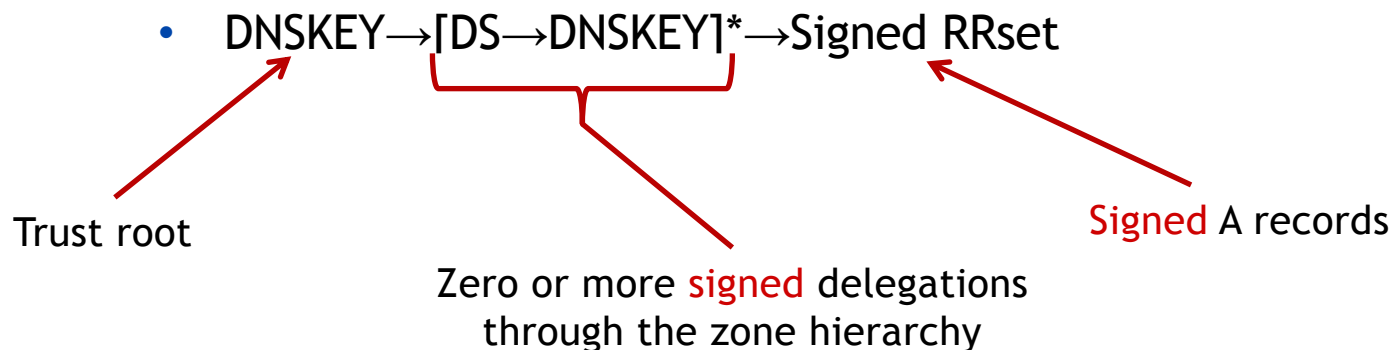 • DNSKEY→[DS→DNSKEY]*→Signed RRset
Trust root
Signed A records
Zero or more signed delegations
through the zone hierarchy